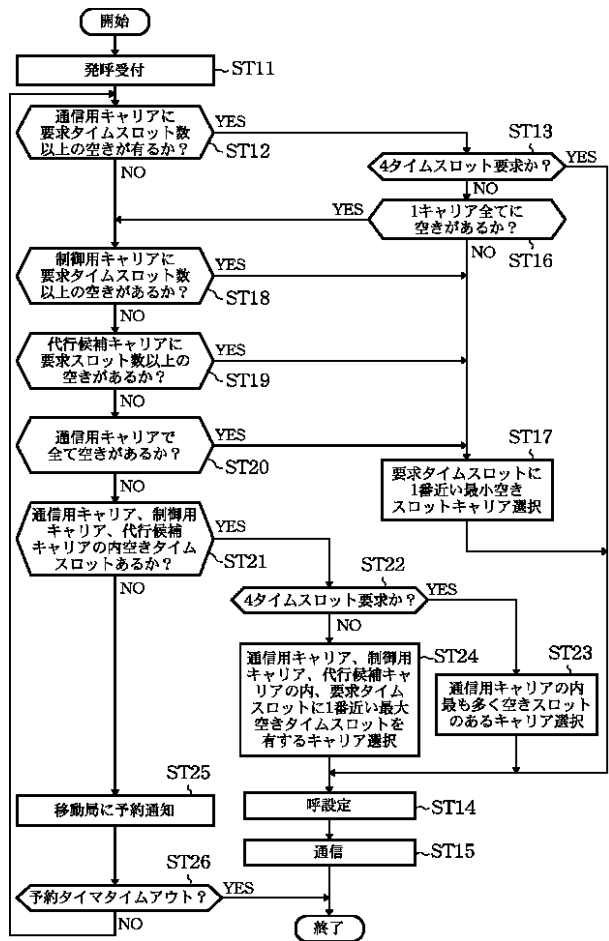 開始
発呼受付
ST11
通信用キャリアに
要求タイムスロット数
以上の空きが有るか?
YES
ST12
NO
ST13
4タイムスロット要求か?
YES
NO
YES
1キャリア全てに
空きがあるか?
ST16
NO
制御用キャリアに
要求タイムスロット数
以上の空きがあるか?
YES
ST18
NO
代行候補キャリアに
要求スロット数以上の
空きがあるか?
YES
ST19
NO
通信用キャリアで
全て空きがあるか?
YES
ST20
NO
ST17
要求タイムスロットに
1番近い最小空き
スロットキャリア選択
通信用キャリア、制御用
キャリア、代行候補
キャリアの内空きタイム
スロットあるか?
YES
ST21
NO
ST22
4タイムスロット要求か?
YES
NO
通信用キャリア、制御用
キャリア、代行候補キャ
リアの内、要求タイム
スロットに1番近い最大
空きタイムスロットを
有するキャリア選択
ST24
ST23
通信用キャリアの内
最も多く空きスロット
のあるキャリア選択
ST25
移動局に予約通知
呼設定
ST14
通信
ST15
ST26
予約タイマタイムアウト?
YES
NO
終了